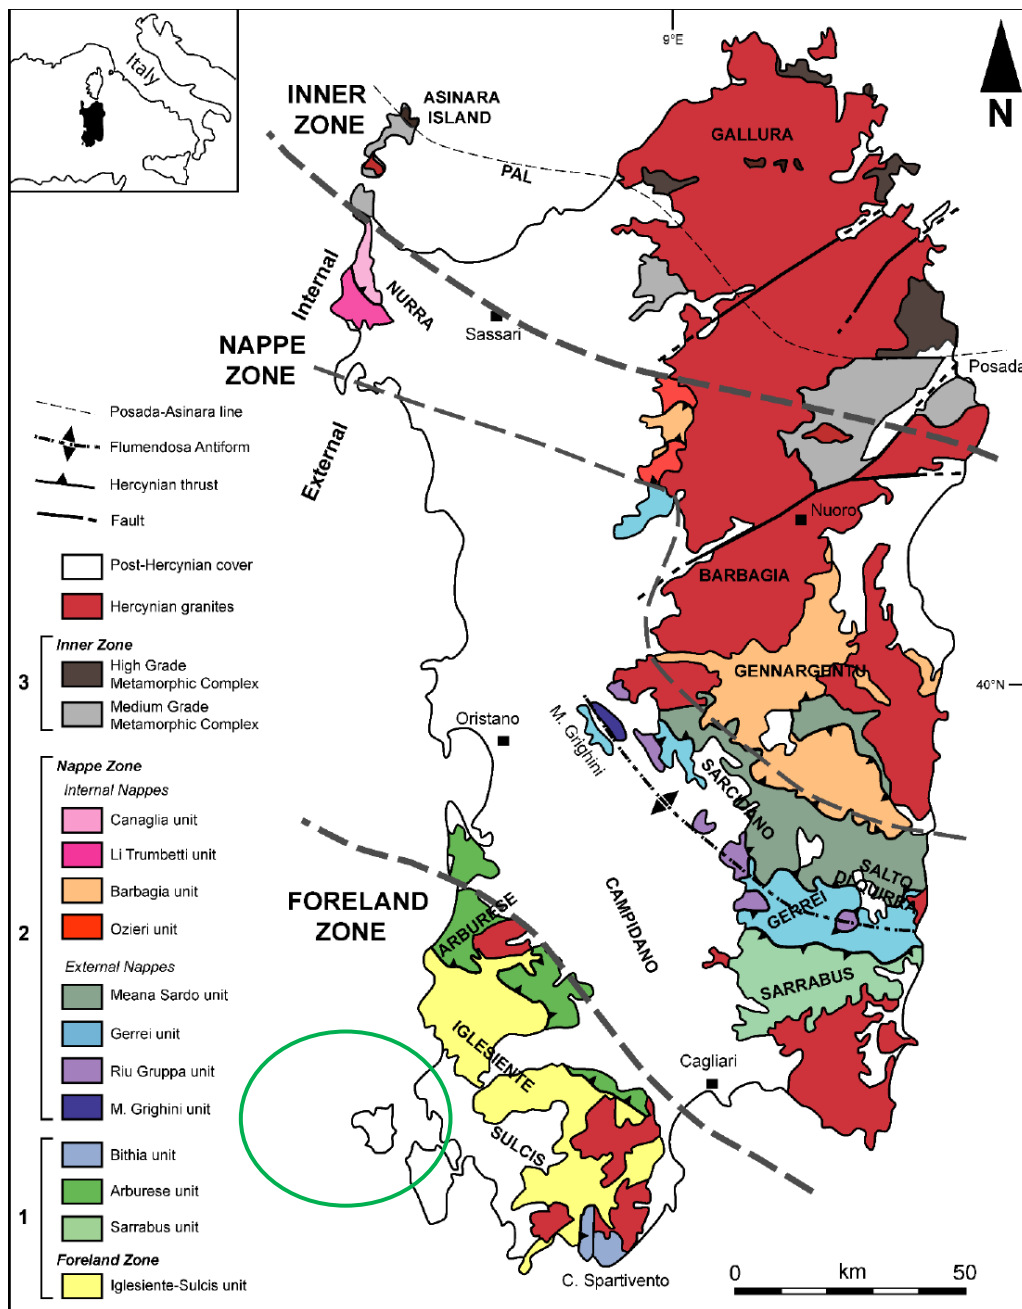 Italy
9°E
N
INNER
ZONE
ASINARA
ISLAND
GALLURA
PAL
Internal
NURRA
Sassari
NAPPE
ZONE
Posada
External
Posada-Asinara line
Flumendosa Antiform
Hercynian thrust
Fault
Nuoro
Post-Hercynian cover
BARBAGIA
Hercynian granites
Inner Zone
3
High Grade
Metamorphic Complex
Medium Grade
Metamorphic Complex
GENNARGENTU
40°N
Oristano
M. Grighini
SARCIDANO
2
Nappe Zone
Internal Nappes
Canaglia unit
Li Trumbetti unit
Barbagia unit
Ozieri unit
External Nappes
Meana Sardo unit
Gerrei unit
Riu Gruppa unit
M. Grighini unit
SALTO
DI QUIRRA
GERREI
FORELAND
ZONE
ARBURESE
CAMPIDANO
SARRABUS
IGLESIENTE
Cagliari
SULCIS
1
Bithia unit
Arburese unit
Sarrabus unit
Foreland Zone
Iglesiente-Sulcis unit
C. Spartivento
0 km 50